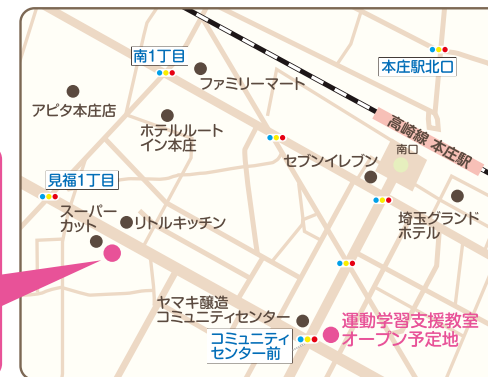 南1丁目
ファミリーマート
本庄駅北口
アピタ本庄店
ホテルルート
イン本庄
高崎線 本庄駅
南口
セブンイレブン
見福1丁目
スーパー
カット
リトルキッチン
埼玉グランド
ホテル
ヤマキ醸造
コミュニティセンター
コミュニティ
センター前
運動学習支援教室
オープン予定地